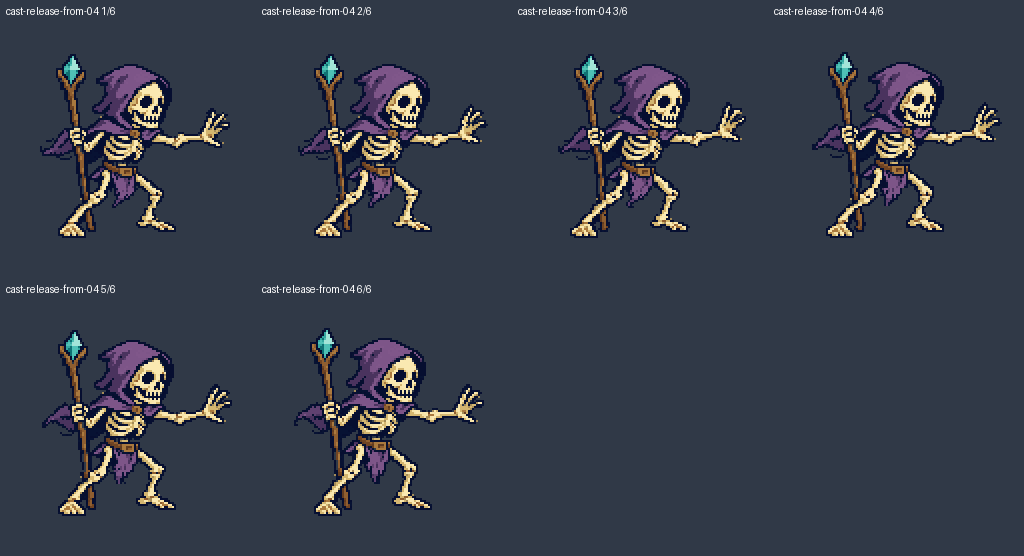 cast-release-from-04 1/6
cast-release-from-04 2/6
cast-release-from-04 3/6
cast-release-from-04 4/6
cast-release-from-04 5/6
cast-release-from-04 6/6